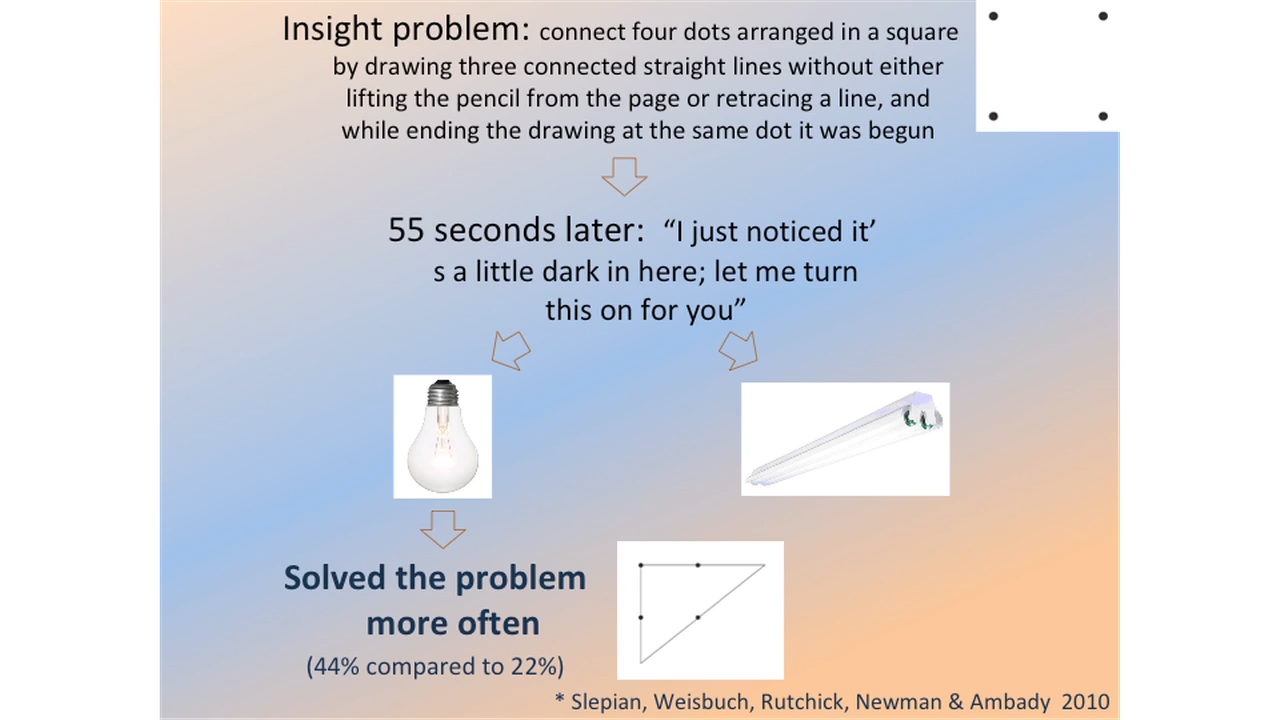 Insight problem: connect four dots arranged in a square
by drawing three connected straight lines without either
lifting the pencil from the page or retracing a line, and
while ending the drawing at the same dot it was begun
55 seconds later: “I just noticed it’
s a little dark in here; let me turn
this on for you”
Solved the problem
more often
(44% compared to 22%)
* Slepian, Weisbuch, Rutchick, Newman & Ambady 2010